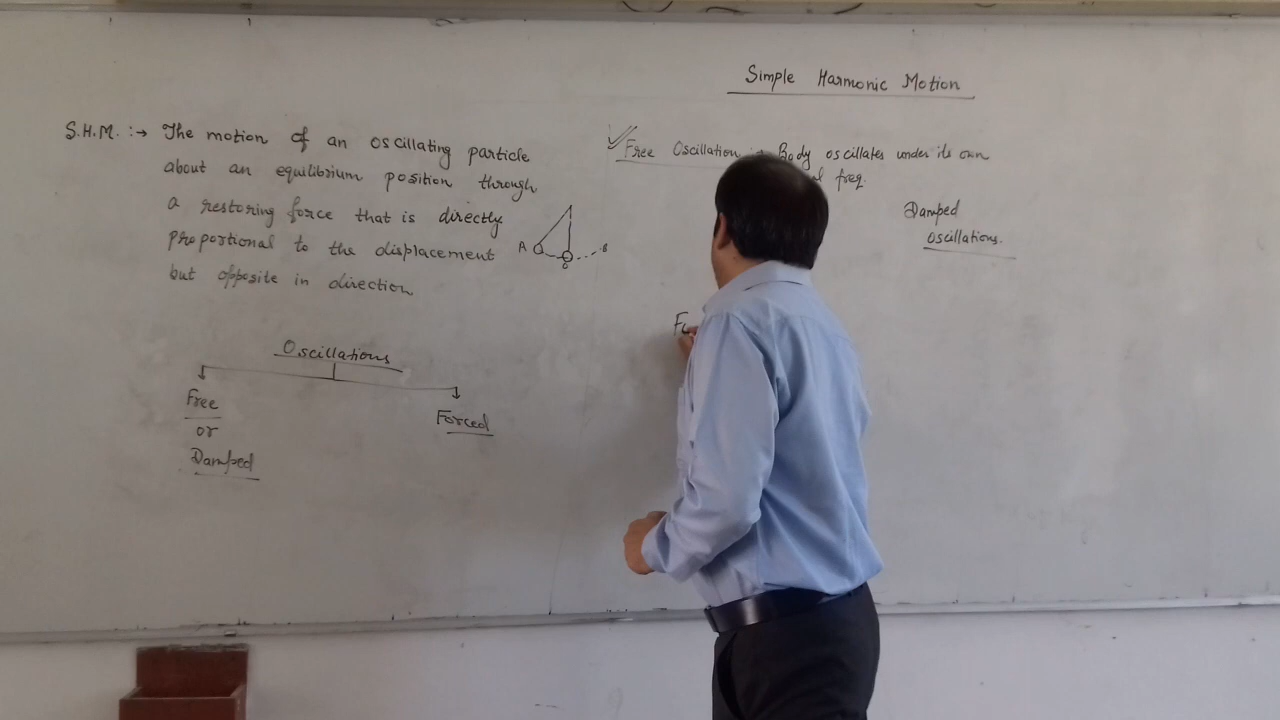 Simple Harmonic Motion
S.H.M. :→ The motion of an oscillating particle
about an equilibrium position through
a restoring force that is directly
proportional to the displacement
but opposite in direction
A
B
Oscillations
Free
or
Damped
Forced
Free Oscillation :→ Body oscillates under its own
freq.
Damped
oscillations.